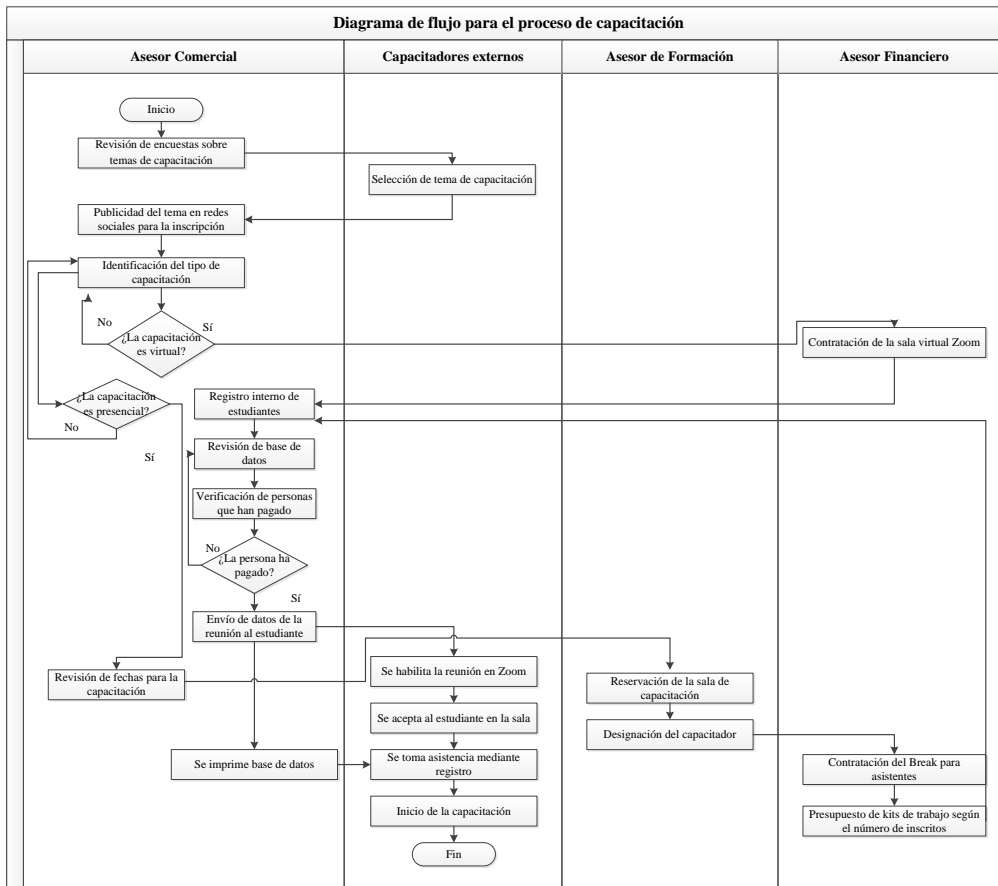 Diagrama de flujo para el proceso de capacitación
Asesor Comercial
Capacitadores externos
Asesor de Formación
Asesor Financiero
Inicio
Revisión de encuestas sobre
temas de capacitación
Selección de tema de capacitación
Publicidad del tema en redes
sociales para la inscripción
Identificación del tipo de
capacitación
No
Sí
¿La capacitación
es virtual?
Contratación de la sala virtual Zoom
¿La capacitación
es presencial?
No
Sí
Registro interno de
estudiantes
Revisión de base de
datos
Verificación de personas
que han pagado
No
¿La persona ha
pagado?
Sí
Envío de datos de la
reunión al estudiante
Revisión de fechas para la
capacitación
Se habilita la reunión en Zoom
Reservación de la sala de
capacitación
Se acepta al estudiante en la sala
Designación del capacitador
Se imprime base de datos
Se toma asistencia mediante
registro
Contratación del Break para
asistentes
Inicio de la capacitación
Presupuesto de kits de trabajo según
el número de inscritos
Fin